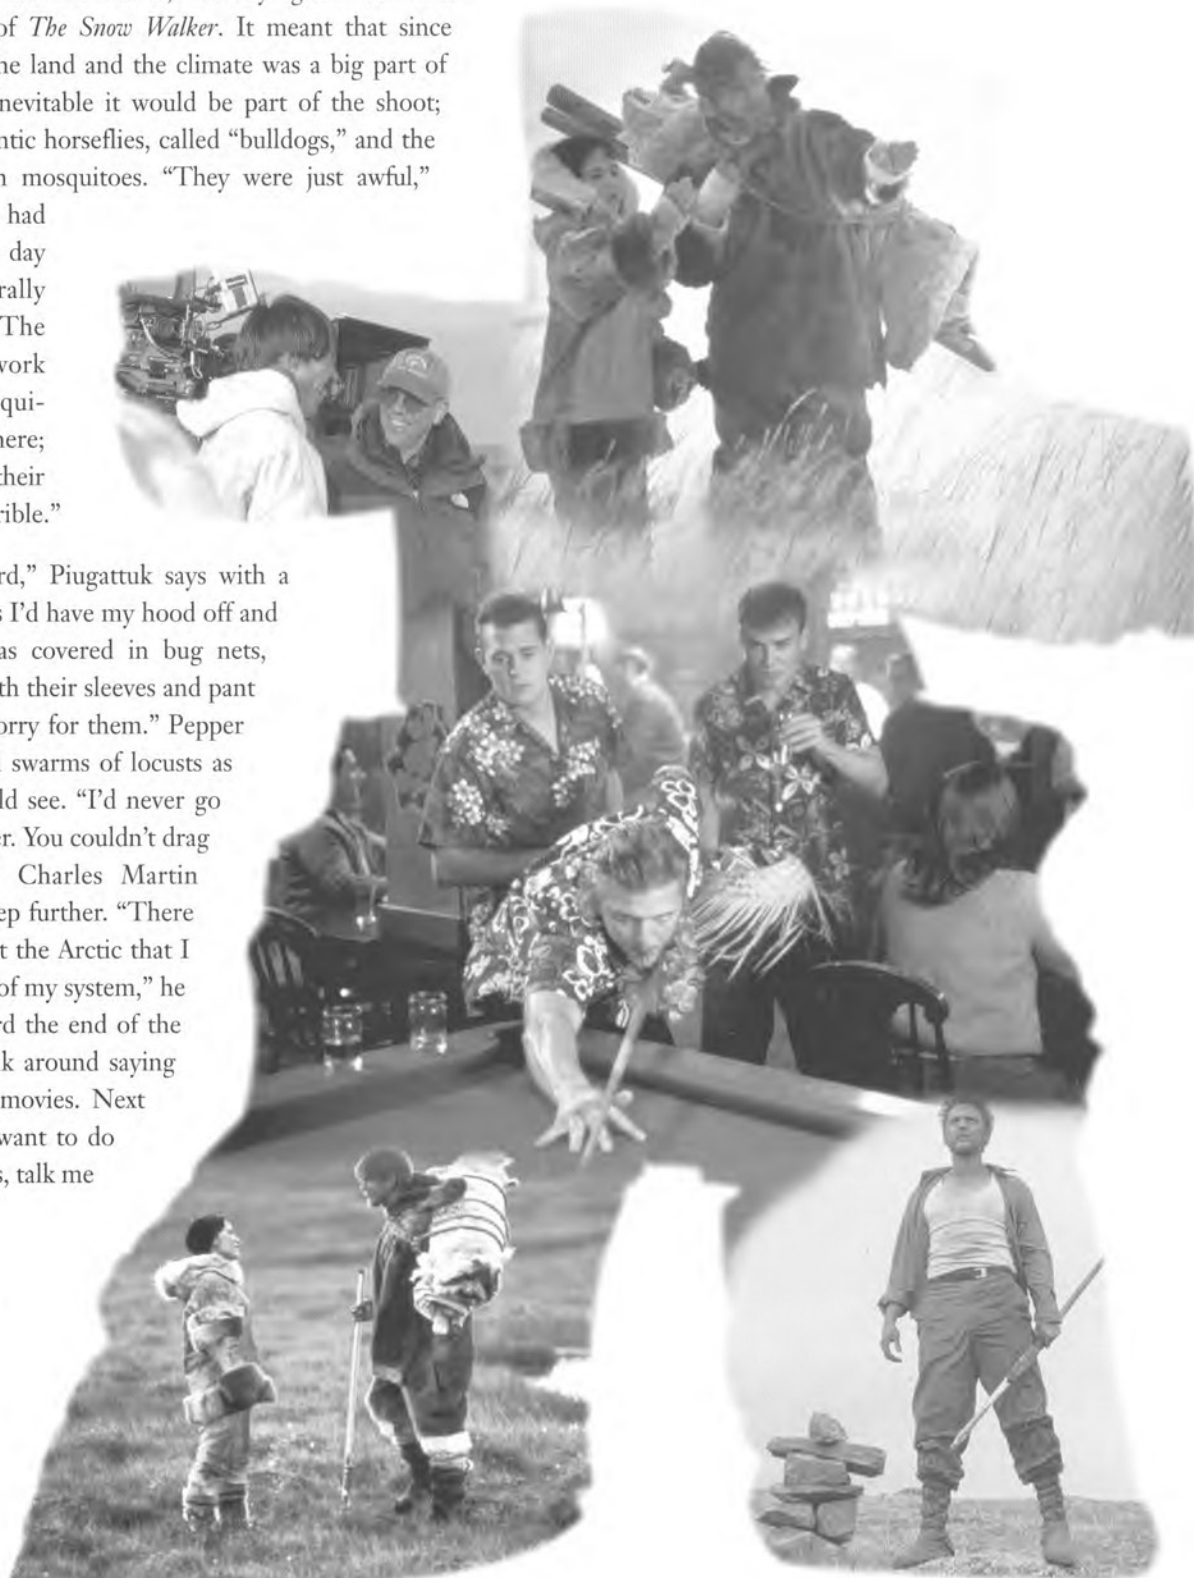 of The Snow Walker. It meant that since
he land and the climate was a big part of
nevitable it would be part of the shoot;
ntic horseflies, called “bulldogs,” and the
n mosquitoes. “They were just awful,”
had
day
rally
The
work
qui-
here;
their
rible.”
rd,” Piugattuk says with a
s I’d have my hood off and
as covered in bug nets,
th their sleeves and pant
orry for them.” Pepper
l swarms of locusts as
ld see. “I’d never go
er. You couldn’t drag
Charles Martin
ep further. “There
t the Arctic that I
of my system,” he
rd the end of the
k around saying
movies. Next
want to do
s, talk me